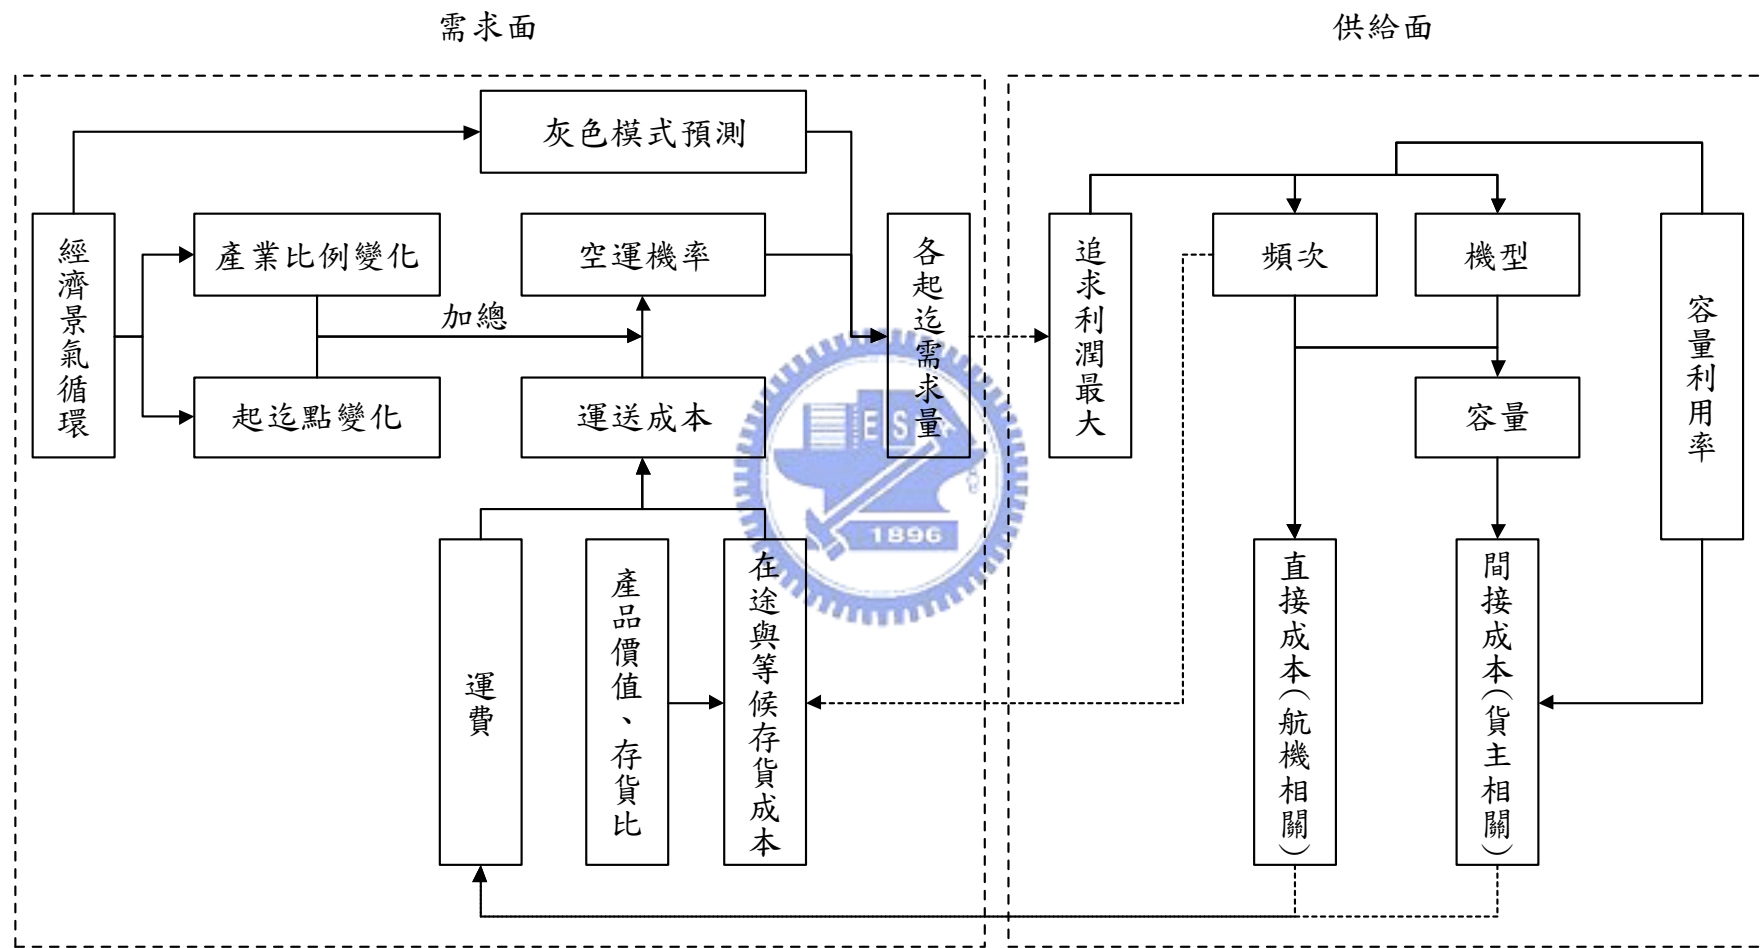 需求面
供給面
灰色模式預測
經濟景氣循環
產業比例變化
空運機率
各起迄需求量
追求利潤最大
頻次
機型
容量利用率
加總
起迄點變化
運送成本
容量
ES
1896
運費
產品價值、存貨比
在途與等候存貨成本
直接成本(航機相關)
間接成本(貨主相關)